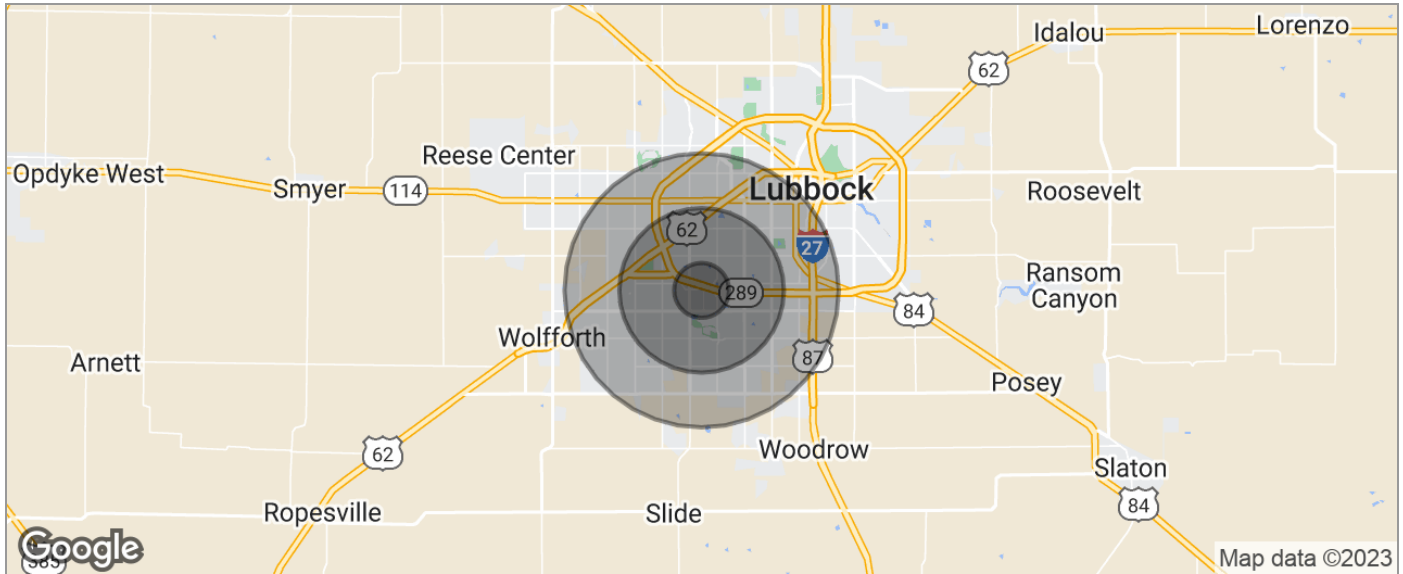 Idalou
Lorenzo
62
Reese Center
Opdyke West
Smyer
114
Lubbock
Roosevelt
62
27
289
Ransom
Canyon
84
Wolfforth
87
Arnett
Posey
62
Woodrow
Slaton
84
Ropesville
Slide
Google
385
Map data ©2023